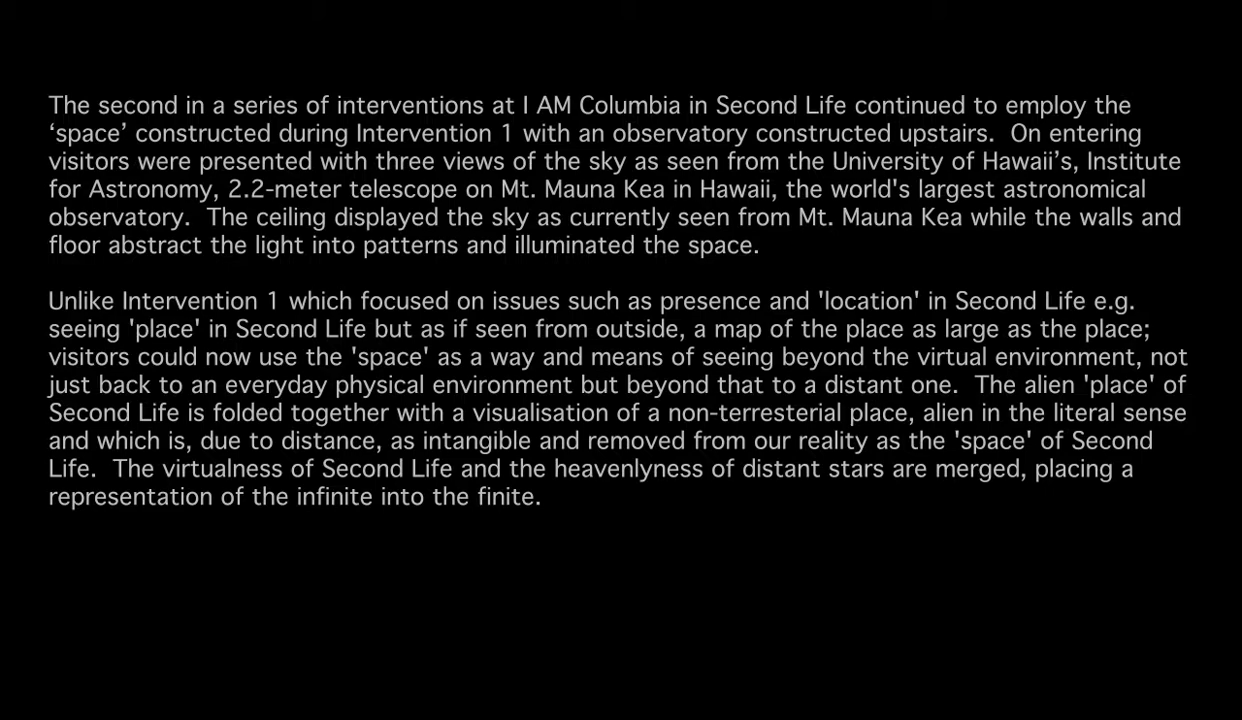 The second in a series of interventions at I AM Columbia in Second Life continued to employ the
‘space’ constructed during Intervention 1 with an observatory constructed upstairs.  On entering
visitors were presented with three views of the sky as seen from the University of Hawaii’s, Institute
for Astronomy, 2.2-meter telescope on Mt. Mauna Kea in Hawaii, the world's largest astronomical
observatory.  The ceiling displayed the sky as currently seen from Mt. Mauna Kea while the walls and
floor abstract the light into patterns and illuminated the space.
Unlike Intervention 1 which focused on issues such as presence and 'location' in Second Life e.g.
seeing 'place' in Second Life but as if seen from outside, a map of the place as large as the place;
visitors could now use the 'space' as a way and means of seeing beyond the virtual environment, not
just back to an everyday physical environment but beyond that to a distant one.  The alien 'place' of
Second Life is folded together with a visualisation of a non-terresterial place, alien in the literal sense
and which is, due to distance, as intangible and removed from our reality as the 'space' of Second
Life.  The virtualness of Second Life and the heavenlyness of distant stars are merged, placing a
representation of the infinite into the finite.